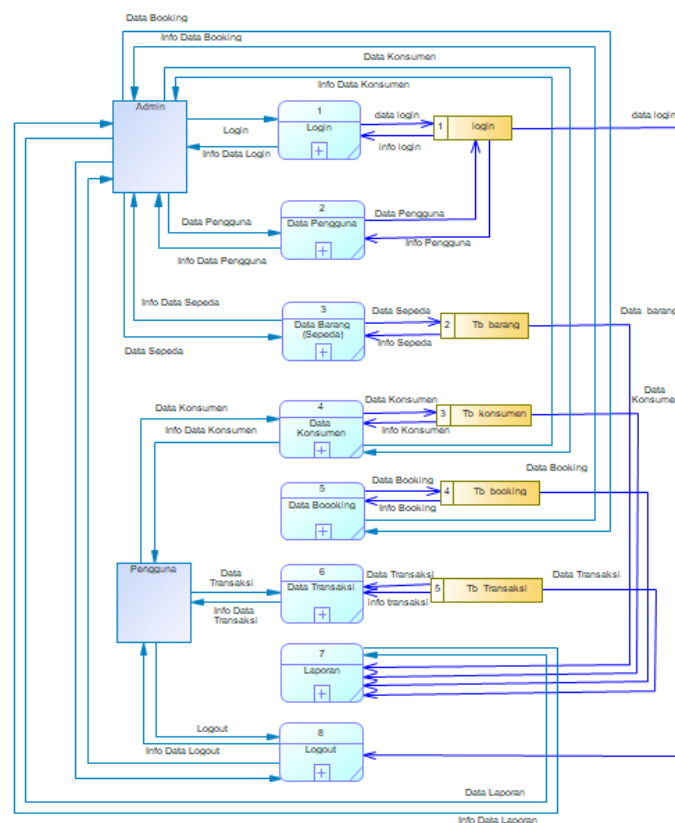 Data Booking
Info Data Booking
Data Konsumen
Info Data Konsumen
Admin
Login
Info Data Login
1
Login
data login
info login
1 login
data login
Data Pengguna
Info Data Pengguna
2
Data Pengguna
Data Pengguna
Info Pengguna
Info Data Sepeda
Data Sepeda
3
Data Barang
(Sepeda)
Data Sepeda
Info Sepeda
2 Tb barang
Data barang
Data Konsumen
Info Data Konsumen
4
Data
Konsumen
Data Konsumen
Info Konsumen
3 Tb konsumen
Data
Konsume
5
Data Boooking
Data Booking
Info Booking
4 Tb booking
Data Booking
Pengguna
Data
Transaksi
Info Data
Transaksi
6
Data Transaksi
Data Transaksi
info transaksi
5 Tb Transaksi
Data Transaksi
7
Laporan
Logout
Info Data Logout
8
Logout
Data Laporan
Info Data Laporan